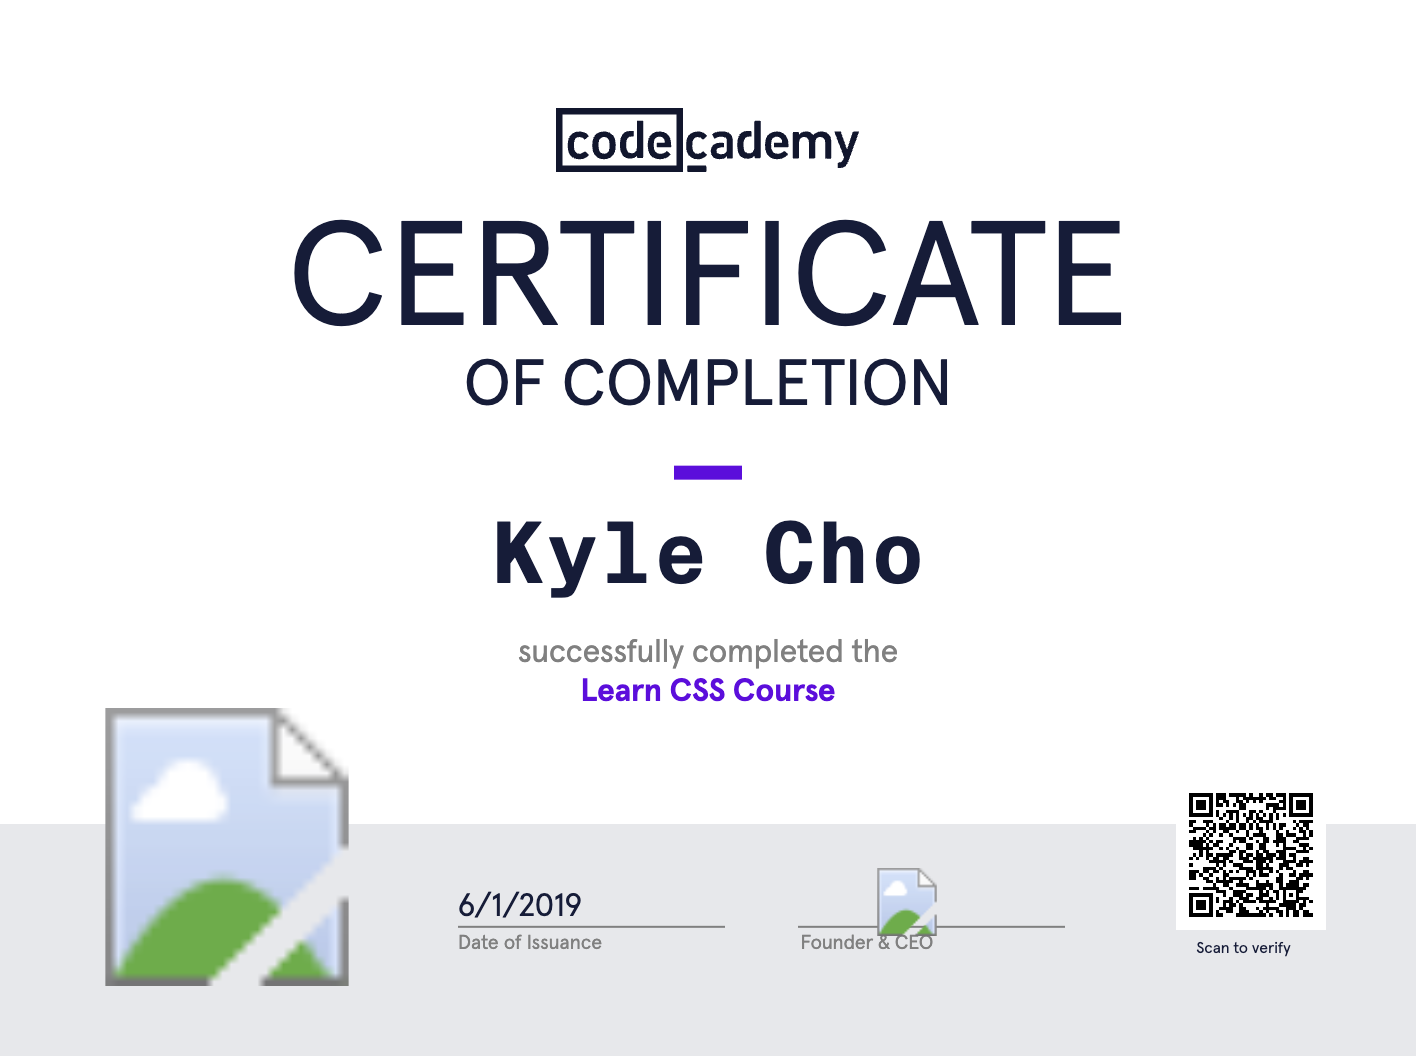 codecademy
CERTIFICATE
OF COMPLETION
Kyle Cho
successfully completed the
Learn CSS Course
6/1/2019
Date of Issuance
Founder & CEO
Scan to verify